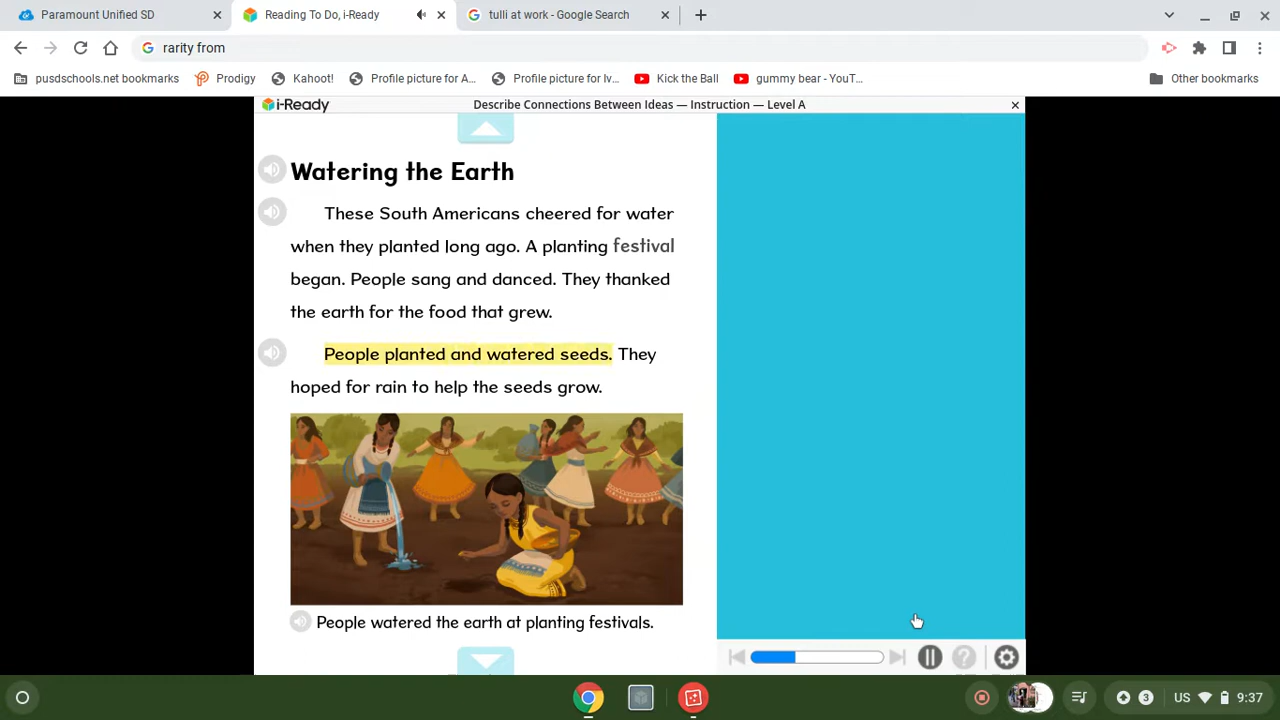 Paramount Unified SD
Reading To Do, i-Ready
tulli at work - Google Search
rarity from
pusdschools.net bookmarks
Prodigy
Kahoot!
Profile picture for A...
Profile picture for Iv...
Kick the Ball
gummy bear - YouT...
Other bookmarks
i-Ready
Describe Connections Between Ideas — Instruction — Level A
Watering the Earth
These South Americans cheered for water
when they planted long ago. A planting festival
began. People sang and danced. They thanked
the earth for the food that grew.
People planted and watered seeds. They
hoped for rain to help the seeds grow.
People watered the earth at planting festivals.
3
US
9:37